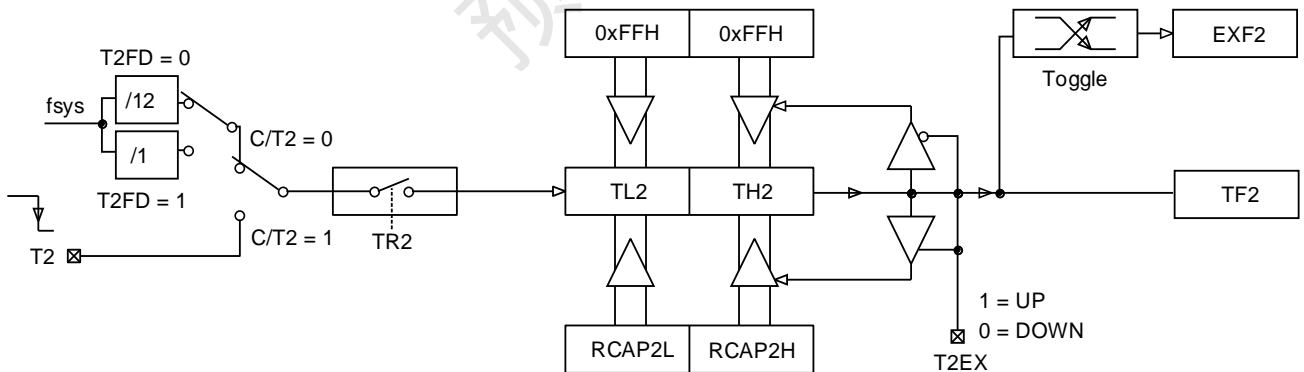 0xFFH 0xFFH
EXF2
Toggle
T2FD = 0
fsys
/12
C/T2 = 0
/1
T2FD = 1
TL2 TH2
TF2
TR2
C/T2 = 1
T2
1 = UP
0 = DOWN
RCAP2L RCAP2H
T2EX